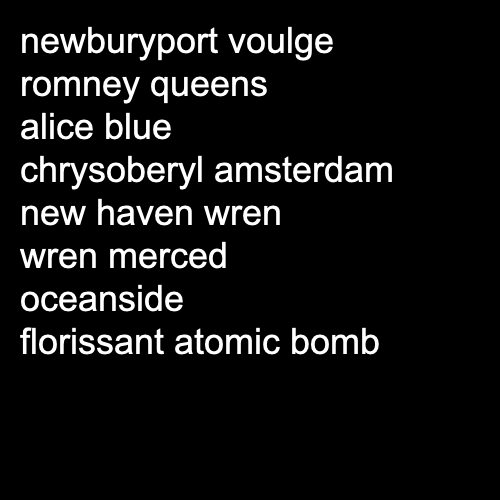 newburyport voulge
romney queens
alice blue
chrysoberyl amsterdam
new haven wren
wren merced
oceanside
florissant atomic bomb